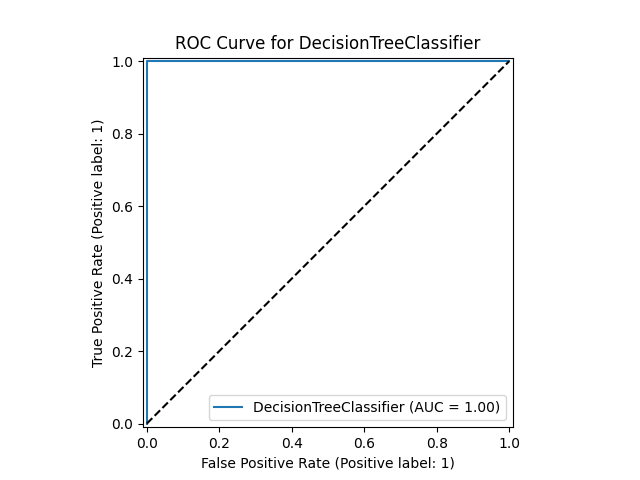 ROC Curve for DecisionTreeClassifier
True Positive Rate (Positive label: 1)
1.0
0.8
0.6
0.4
0.2
0.0
DecisionTreeClassifier (AUC = 1.00)
0.0 0.2 0.4 0.6 0.8 1.0
False Positive Rate (Positive label: 1)